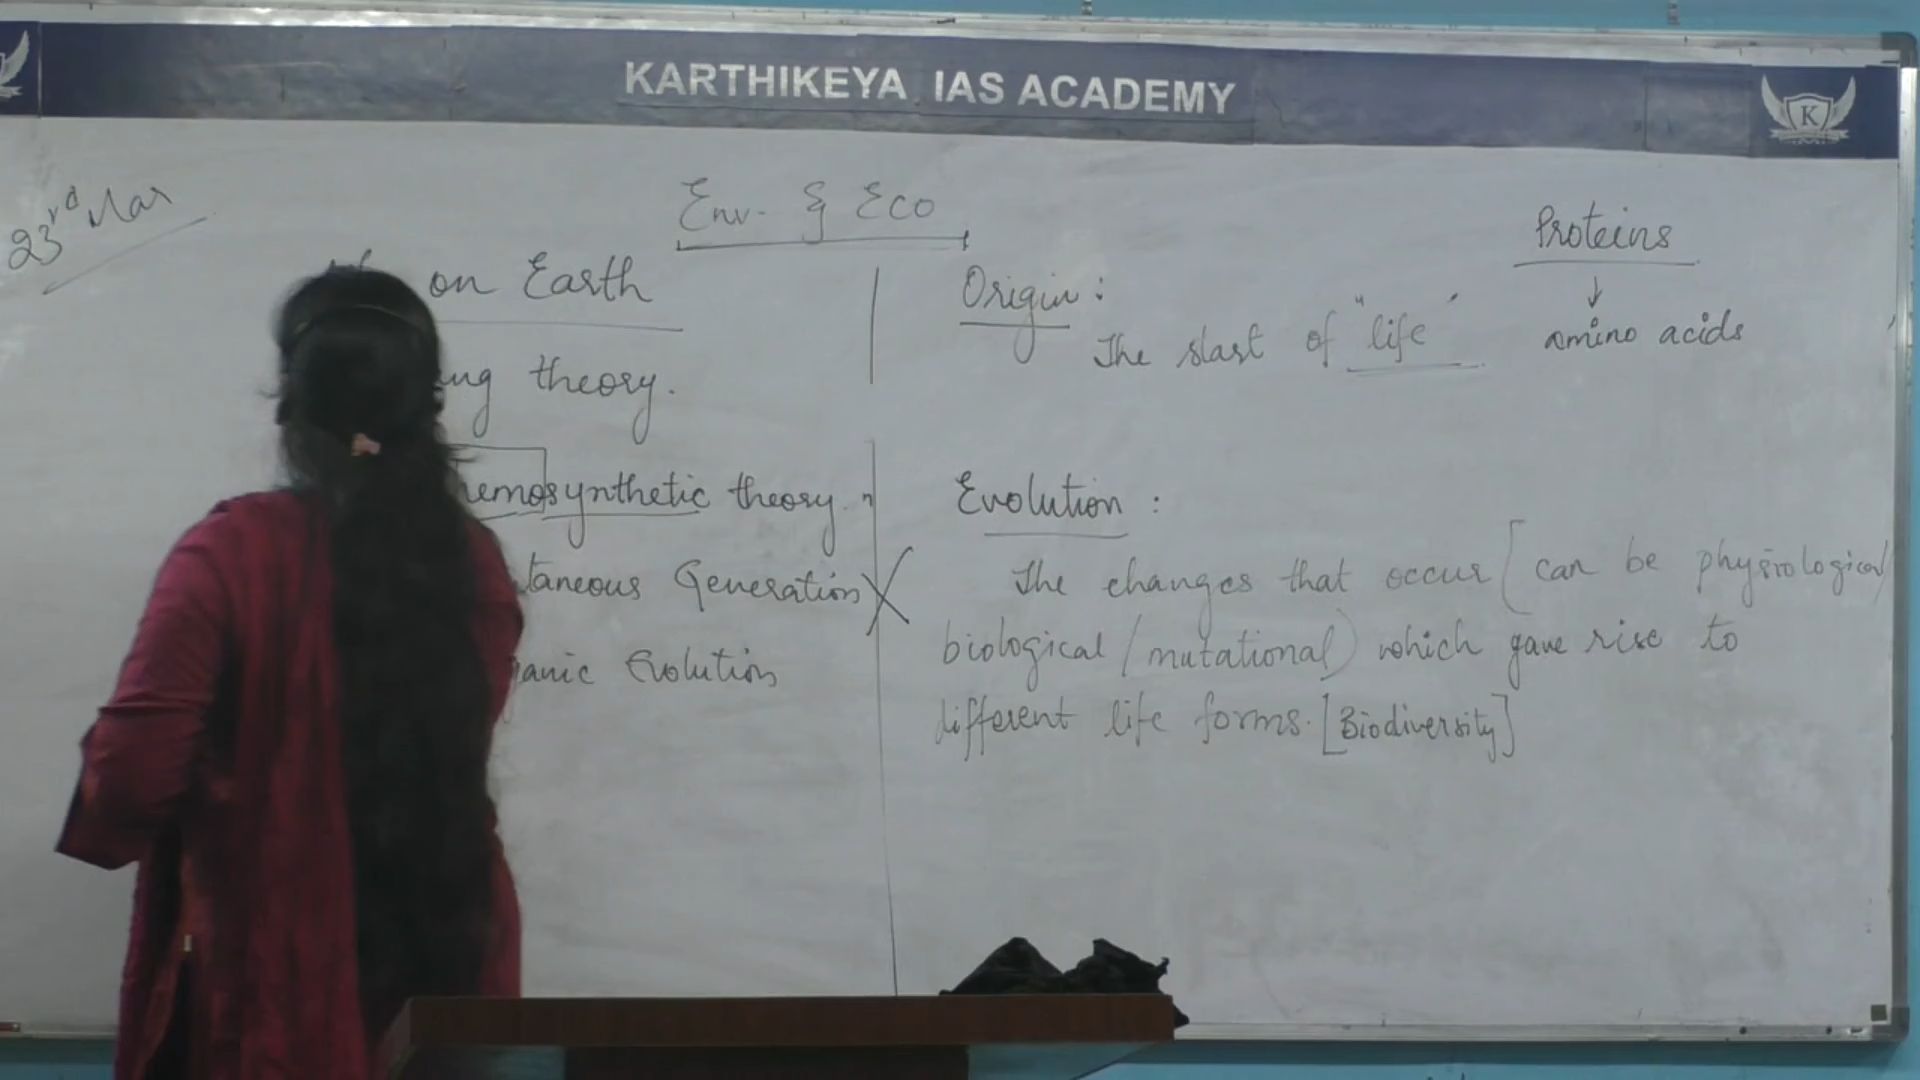 KARTHIKEYA IAS ACADEMY
K
23rd Mar
Env. & Eco
on Earth
theory.
synthetic theory.
Generation X
Evolution
Origin :
The start of "life"
Proteins
↓
amino acids
Evolution :
The changes that occur [can be physiological/
biological/mutational) which gave rise to
different life forms. [Biodiversity]